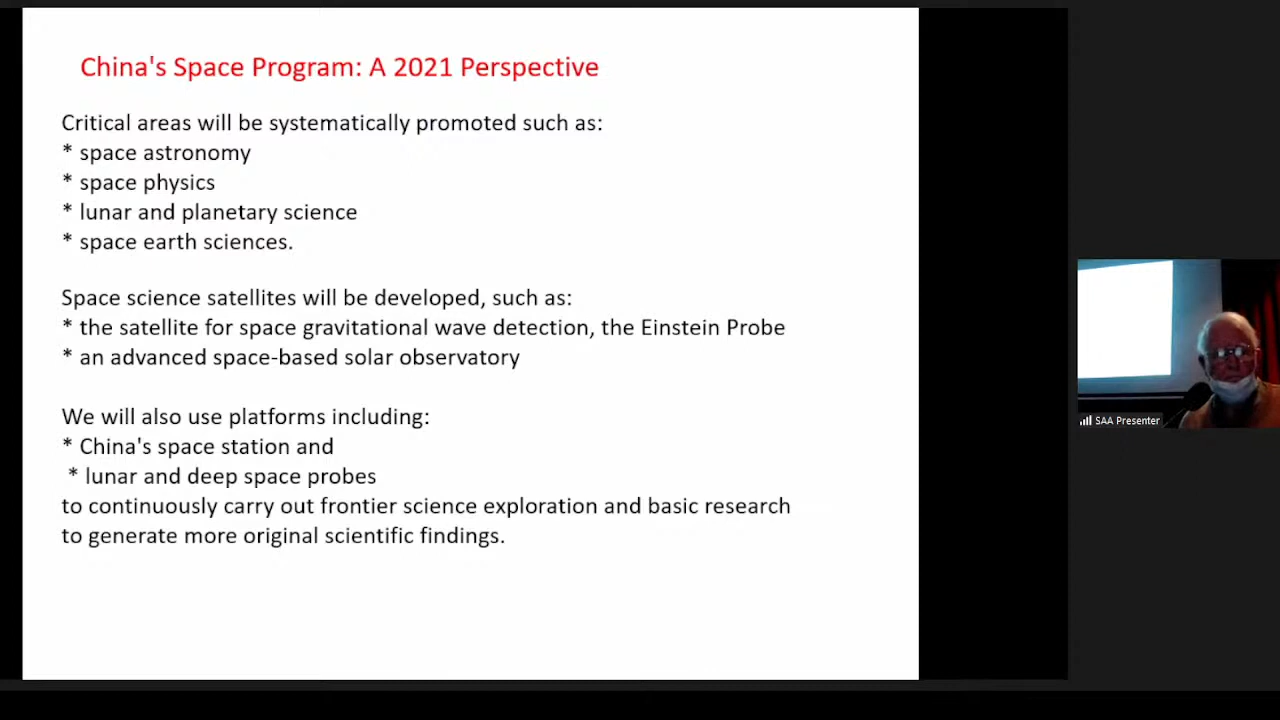 China's Space Program: A 2021 Perspective
Critical areas will be systematically promoted such as:
* space astronomy
* space physics
* lunar and planetary science
* space earth sciences.
Space science satellites will be developed, such as:
* the satellite for space gravitational wave detection, the Einstein Probe
* an advanced space-based solar observatory
We will also use platforms including:
* China's space station and
* lunar and deep space probes
to continuously carry out frontier science exploration and basic research
to generate more original scientific findings.
SAA Presenter